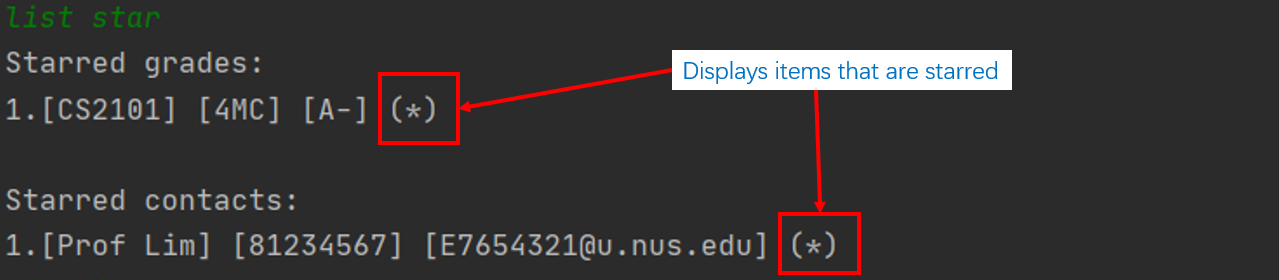 list star
Starred grades:
Displays items that are starred
1.[CS2101] [4MC] [A-] (*)
Starred contacts:
1.[Prof Lim] [81234567] [E7654321@u.nus.edu] (*)